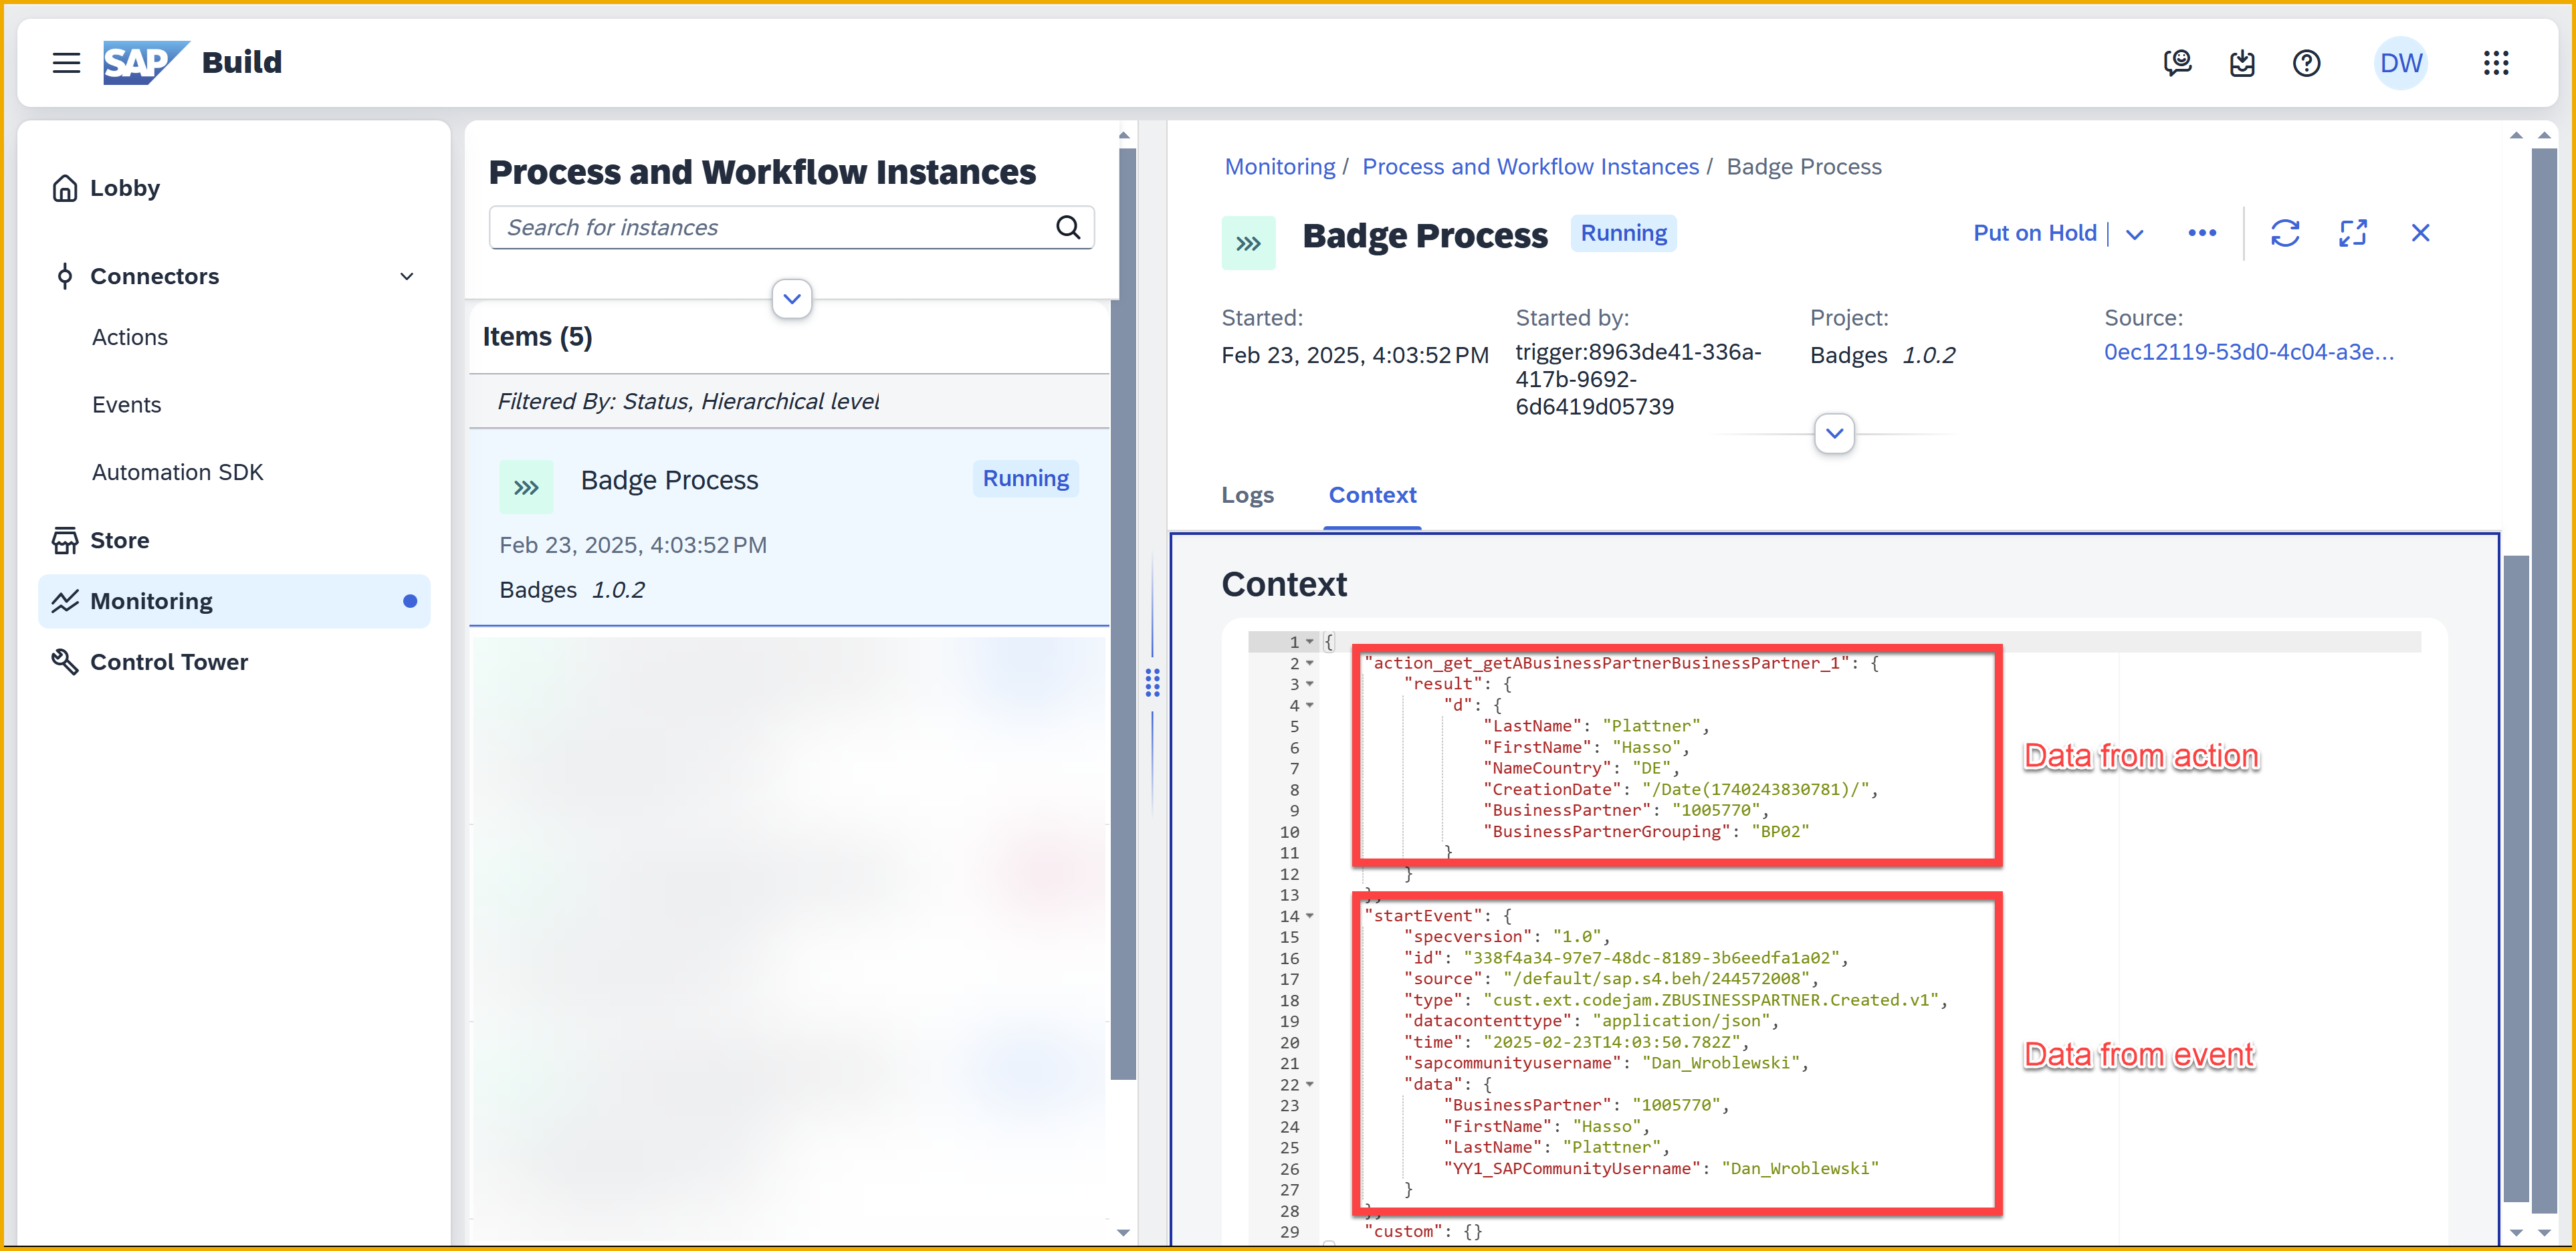 SAP Build
DW
Lobby
Connectors
Actions
Events
Automation SDK
Store
Monitoring
Control Tower
Process and Workflow Instances
Search for instances
Items (5)
Filtered By: Status, Hierarchical level
Badge Process
Running
Feb 23, 2025, 4:03:52 PM
Badges 1.0.2
Monitoring / Process and Workflow Instances / Badge Process
Badge Process
Running
Put on Hold
Started:
Feb 23, 2025, 4:03:52 PM
Started by:
trigger:8963de41-336a-
417b-9692-
6d6419d05739
Project:
Badges 1.0.2
Source:
0ec12119-53d0-4c04-a3e...
Logs
Context
Context
1 {
2 "action_get_getABusinessPartnerBusinessPartner_1": {
3 "result": {
4 "d": {
5 "LastName": "Plattner",
6 "FirstName": "Hasso",
7 "NameCountry": "DE",
8 "CreationDate": "/Date(1740243830781)/",
9 "BusinessPartner": "1005770",
10 "BusinessPartnerGrouping": "BP02"
11 }
12 }
13 },
14 "startEvent": {
15 "specversion": "1.0",
16 "id": "338f4a34-97e7-48dc-8189-3b6eedfa1a02",
17 "source": "/default/sap.s4.beh/244572008",
18 "type": "cust.ext.codejam.ZBUSINESSPARTNER.Created.v1",
19 "datacontenttype": "application/json",
20 "time": "2025-02-23T14:03:50.782Z",
21 "sapcommunityusername": "Dan_Wroblewski",
22 "data": {
23 "BusinessPartner": "1005770",
24 "FirstName": "Hasso",
25 "LastName": "Plattner",
26 "YY1_SAPCommunityUsername": "Dan_Wroblewski"
27 }
28 },
29 "custom": {}
Data from action
Data from event